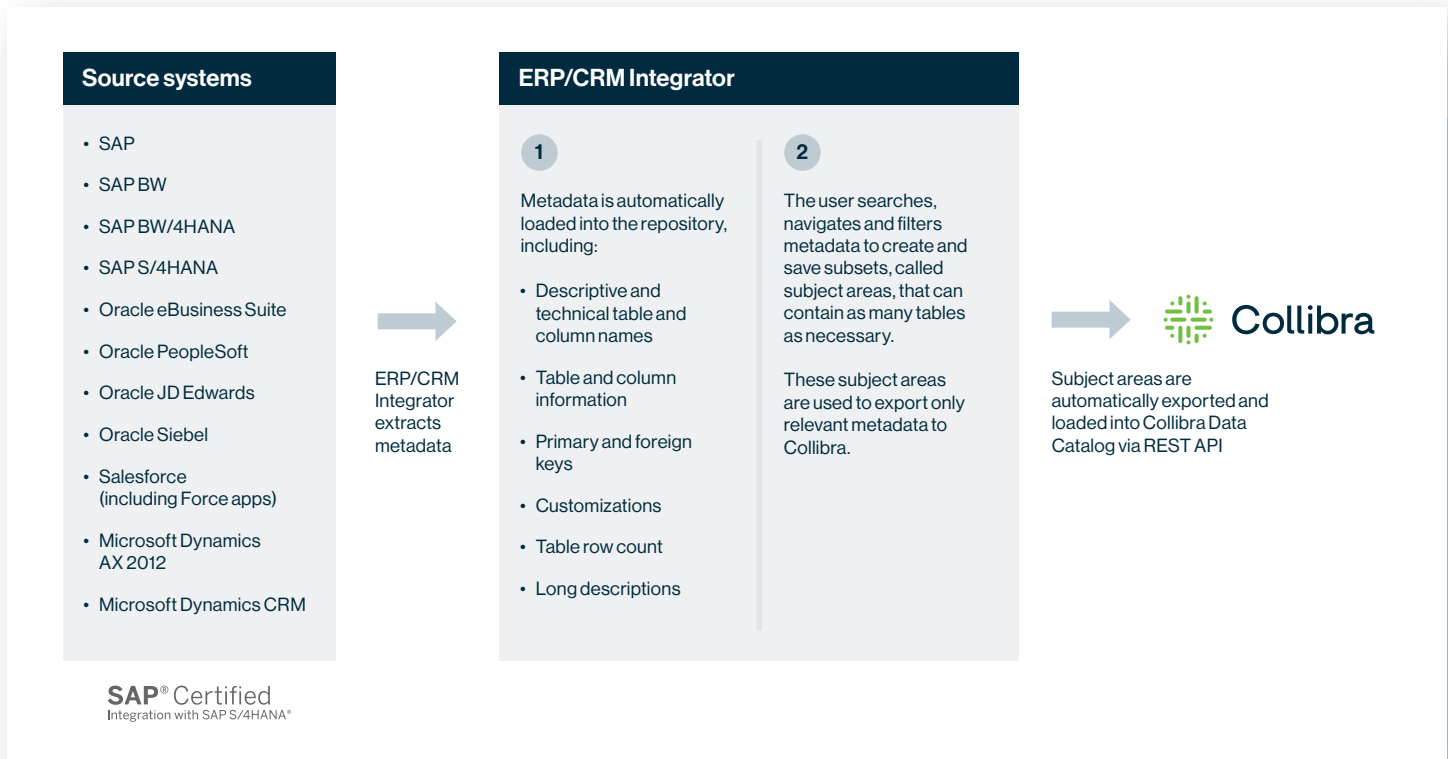 Source systems
• SAP
• SAP BW
• SAP BW/4HANA
• SAP S/4HANA
• Oracle eBusiness Suite
• Oracle PeopleSoft
• Oracle JD Edwards
• Oracle Siebel
• Salesforce
(including Force apps)
• Microsoft Dynamics
AX 2012
• Microsoft Dynamics CRM
SAP® Certified
Integration with SAP S/4HANA®
ERP/CRM
Integrator
extracts
metadata
ERP/CRM Integrator
1
Metadata is automatically
loaded into the repository,
including:
• Descriptive and
technical table and
column names
• Table and column
information
• Primary and foreign
keys
• Customizations
• Table row count
• Long descriptions
2
The user searches,
navigates and filters
metadata to create and
save subsets, called
subject areas, that can
contain as many tables
as necessary.
These subject areas
are used to export only
relevant metadata to
Collibra.
Collibra
Subject areas are
automatically exported and
loaded into Collibra Data
Catalog via REST API